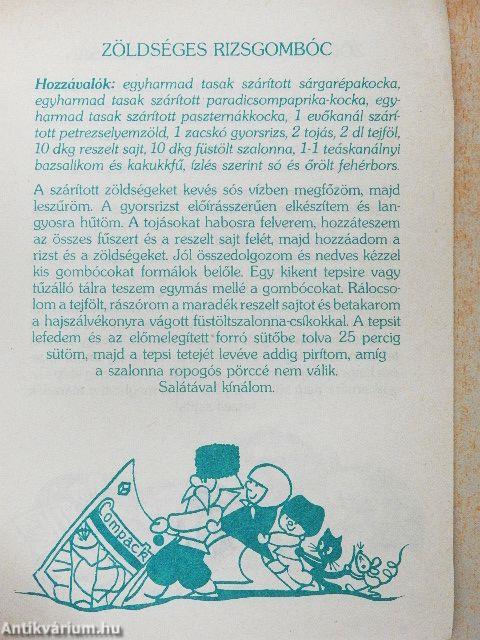 ZÖLDSÉGES RIZSGOMBÓC
Hozzávalók: egyharmad tasak szárított sárgarépakocka,
egyharmad tasak szárított paradicsompaprika-kocka, egy-
harmad tasak szárított paszternákkocka, 1 evőkanál szárí-
tott petrezselyemzöld, 1 zacskó gyorsrizs, 2 tojás, 2 dl tejföl,
10 dkg reszelt sajt, 10 dkg füstölt szalonna, 1-1 teáskanálnyi
bazsalikom és kakukkfű, ízlés szerint só és őrölt fehérbors.
A szárított zöldségeket kevés sós vízben megfőzöm, majd
leszűröm. A gyorsrizst előírásszerűen elkészítem és lan-
gyosra hűtöm. A tojásokat habosra felverem, hozzáteszem
az összes fűszert és a reszelt sajt felét, majd hozzáadom a
rizst és a zöldségeket. Jól összedolgozom és nedves kézzel
kis gombócokat formálok belőle. Egy kikent tepsire vagy
tűzálló tálra teszem egymás mellé a gombócokat. Rálocso-
lom a tejfölt, rászórom a maradék reszelt sajtot és betakarom
a hajszálvékonyra vágott füstöltszalonna-csíkokkal. A tepsit
lefedem és az előmelegített forró sütőbe tolva 25 percig
sütöm, majd a tepsi tetejét levéve addig pirítom, amíg
a szalonna ropogós pörccé nem válik.
Salátával kínálom.
Compack
Antikvárium.hu